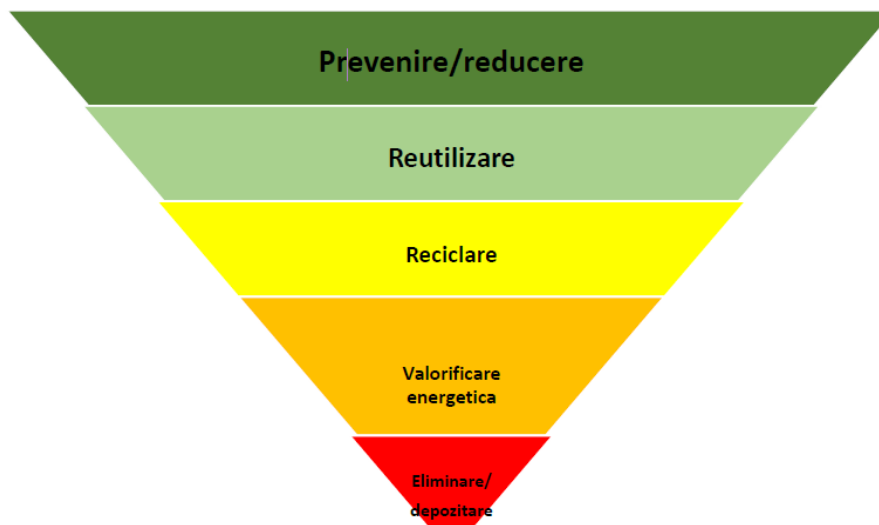 Prevenire/reducere
Reutilizare
Reciclare
Valorificare
energetica
Eliminare/
depozitare